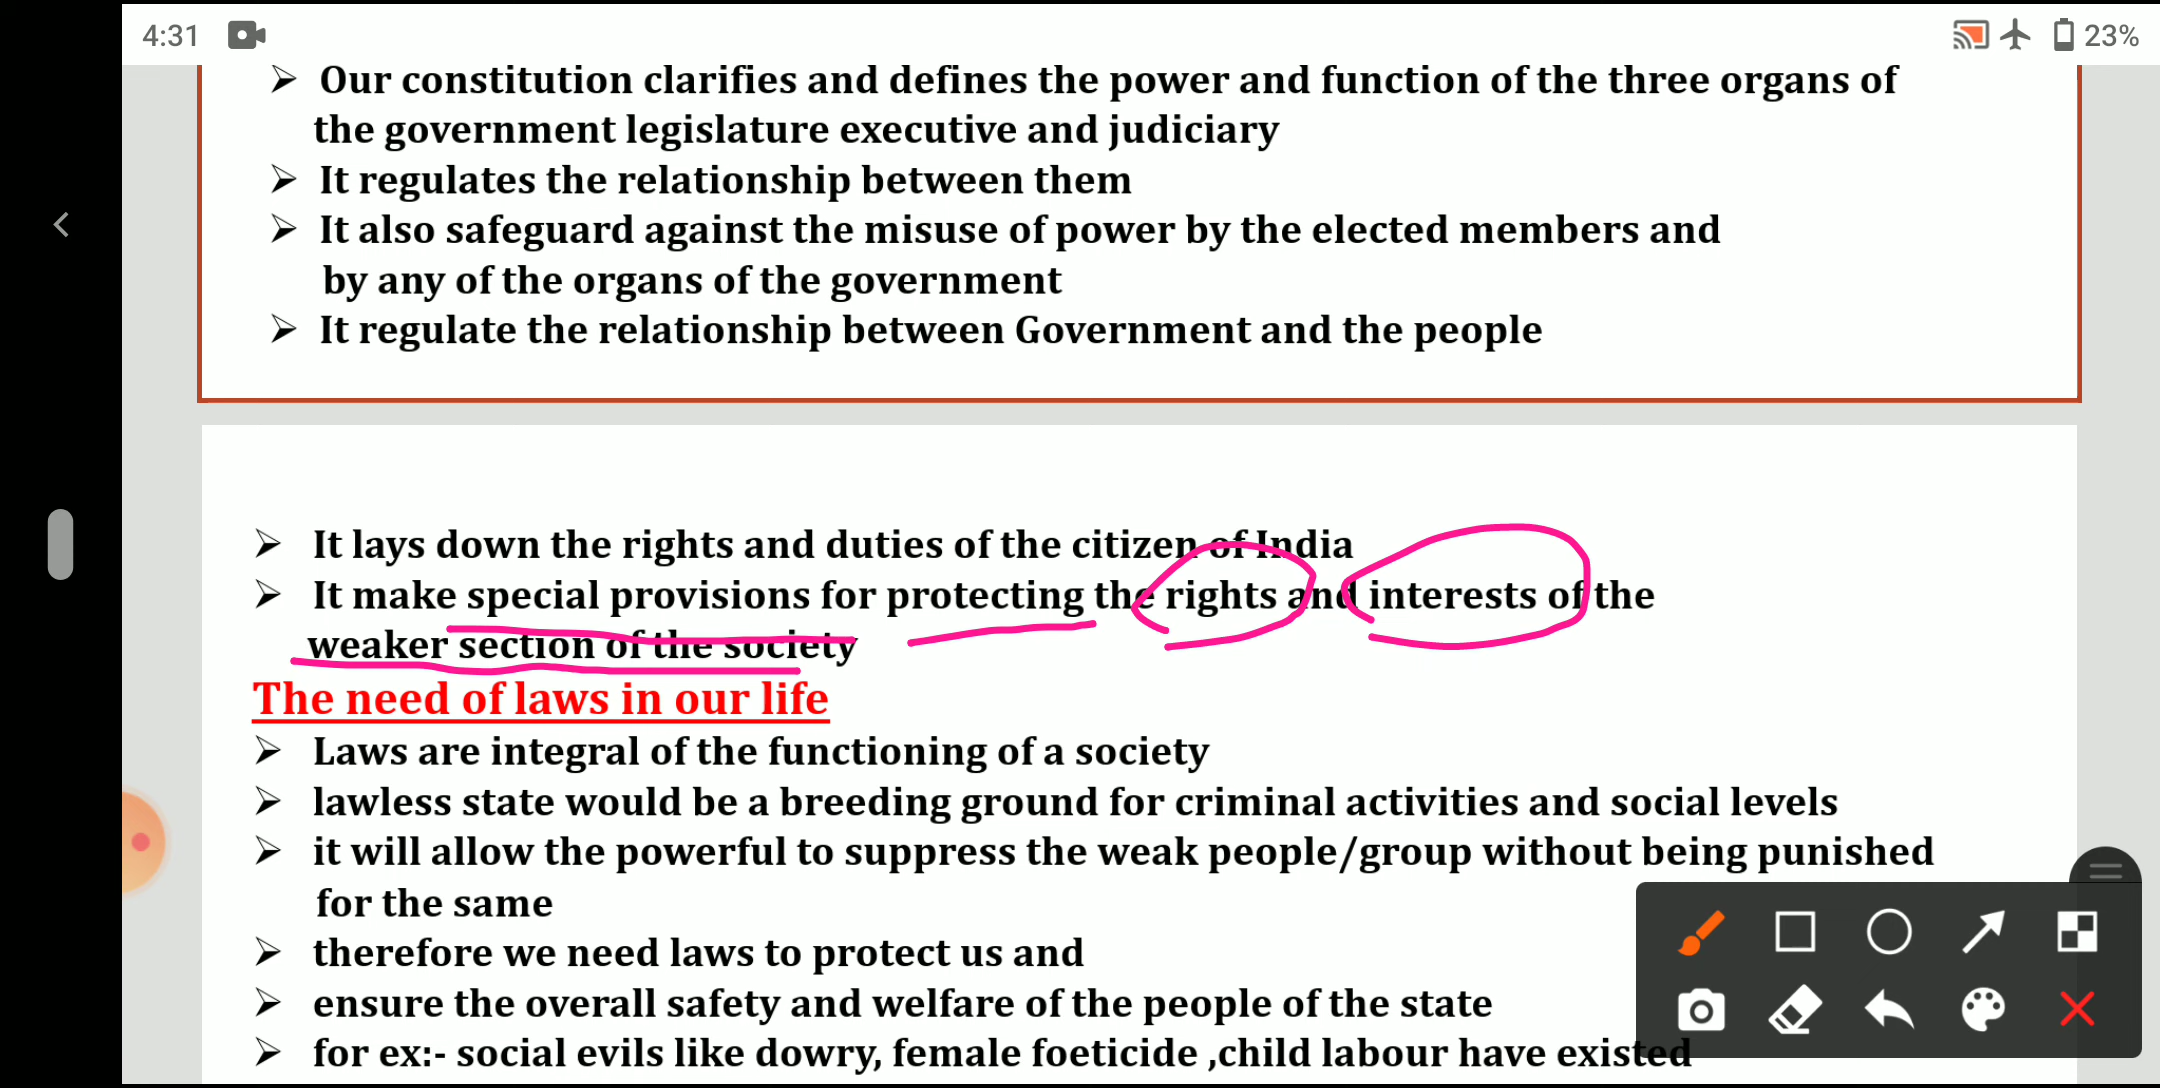 4:31
23%
➢ Our constitution clarifies and defines the power and function of the three organs of
the government legislature executive and judiciary
➢ It regulates the relationship between them
➢ It also safeguard against the misuse of power by the elected members and
by any of the organs of the government
➢ It regulate the relationship between Government and the people
➢ It lays down the rights and duties of the citizen of India
➢ It make special provisions for protecting the rights and interests of the
weaker section of the society
The need of laws in our life
➢ Laws are integral of the functioning of a society
➢ lawless state would be a breeding ground for criminal activities and social levels
➢ it will allow the powerful to suppress the weak people/group without being punished
for the same
➢ therefore we need laws to protect us and
➢ ensure the overall safety and welfare of the people of the state
➢ for ex:- social evils like dowry, female foeticide ,child labour have existed